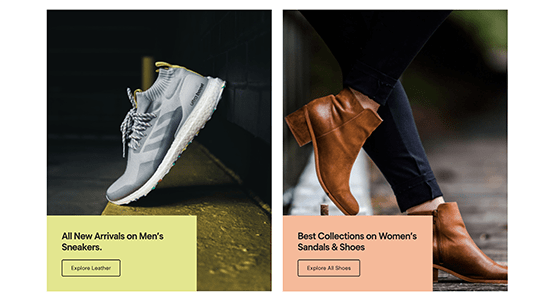 All New Arrivals on Men's
Sneakers.
Explore Leather
Best Collections on Women's
Sandals & Shoes
Explore All Shoes